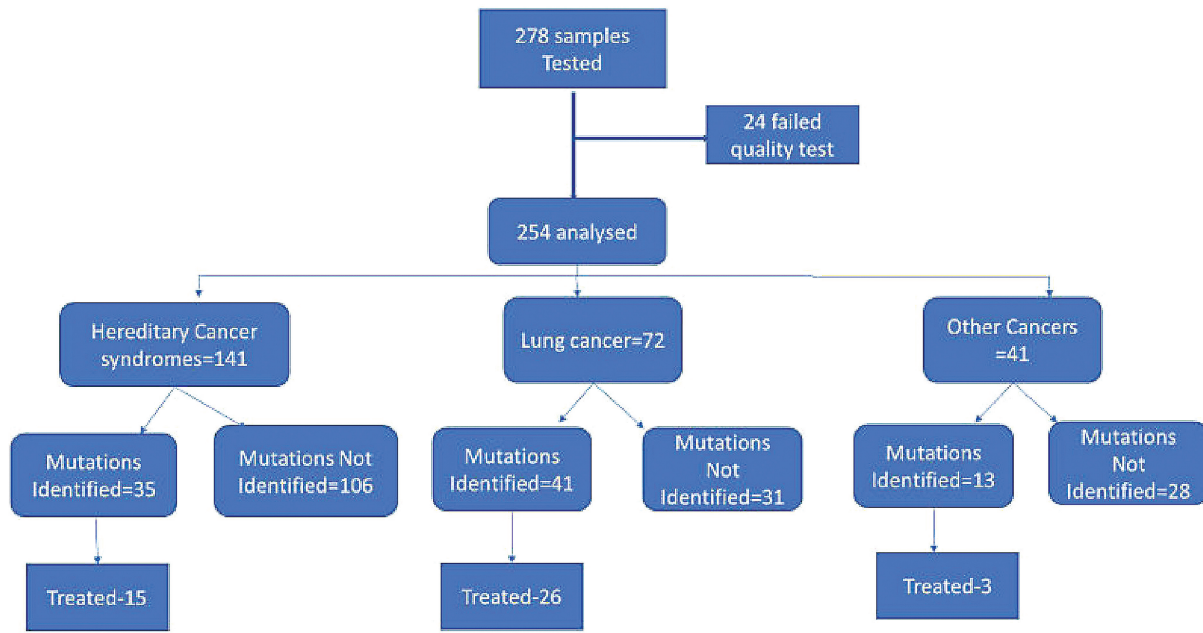 278 samples
Tested
24 failed
quality test
254 analysed
Hereditary Cancer
syndromes=141
Lung cancer=72
Other Cancers
=41
Mutations
Identified=35
Mutations Not
Identified=106
Mutations
Identified=41
Mutations
Not
Identified=31
Mutations
Identified=13
Mutations
Not
Identified=28
Treated-15
Treated-26
Treated-3